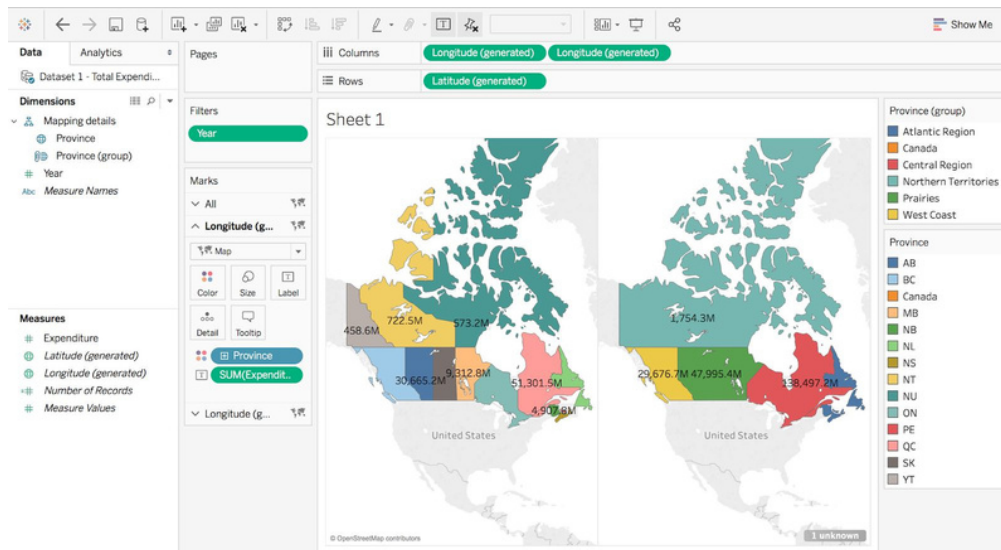 Show Me
Data
Analytics
Dataset 1 - Total Expendi...
Dimensions
Mapping details
Province
Province (group)
Year
Abc Measure Names
Measures
Expenditure
Latitude (generated)
Longitude (generated)
Number of Records
Measure Values
Pages
Filters
Year
Marks
All
Longitude (g...
Map
Color
Size
Label
Detail
Tooltip
Province
SUM(Expendit..
Longitude (g...
Columns
Longitude (generated)
Longitude (generated)
Rows
Latitude (generated)
Sheet 1
458.6M
722.5M
573.2M
30,665.2M
9,312.8M
51,301.5M
4,907.8M
United States
© OpenStreetMap contributors
1,754.3M
29,676.7M
47,995.4M
138,497.2M
United States
1 unknown
Province (group)
Atlantic Region
Canada
Central Region
Northern Territories
Prairies
West Coast
Province
AB
BC
Canada
MB
NB
NL
NS
NT
NU
ON
PE
QC
SK
YT